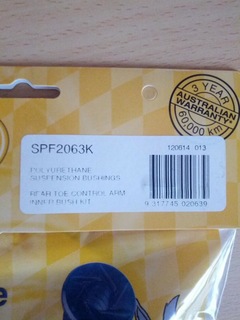 3 YEAR
AUSTRALIAN
WARRANTY*
60,000 km
SPF2063K
120614 013
POLYURETHANE
SUSPENSION BUSHINGS
REAR TOE CONTROL ARM
INNER BUSH KIT
9 317745 020639
e